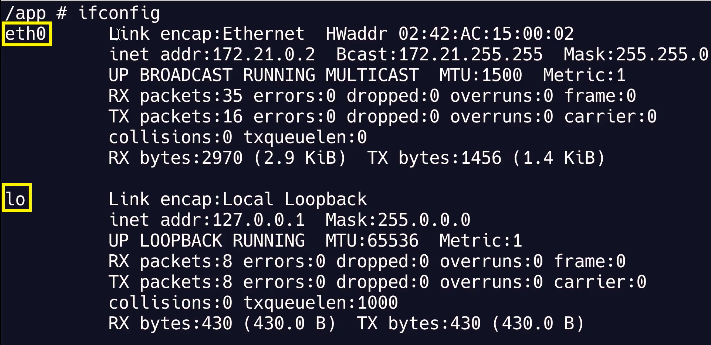 /app # ifconfig
eth0      Link encap:Ethernet  HWaddr 02:42:AC:15:00:02
          inet addr:172.21.0.2  Bcast:172.21.255.255  Mask:255.255.0
          UP BROADCAST RUNNING MULTICAST  MTU:1500  Metric:1
          RX packets:35 errors:0 dropped:0 overruns:0 frame:0
          TX packets:16 errors:0 dropped:0 overruns:0 carrier:0
          collisions:0 txqueuelen:0
          RX bytes:2970 (2.9 KiB)  TX bytes:1456 (1.4 KiB)
lo        Link encap:Local Loopback
          inet addr:127.0.0.1  Mask:255.0.0.0
          UP LOOPBACK RUNNING  MTU:65536  Metric:1
          RX packets:8 errors:0 dropped:0 overruns:0 frame:0
          TX packets:8 errors:0 dropped:0 overruns:0 carrier:0
          collisions:0 txqueuelen:1000
          RX bytes:430 (430.0 B)  TX bytes:430 (430.0 B)